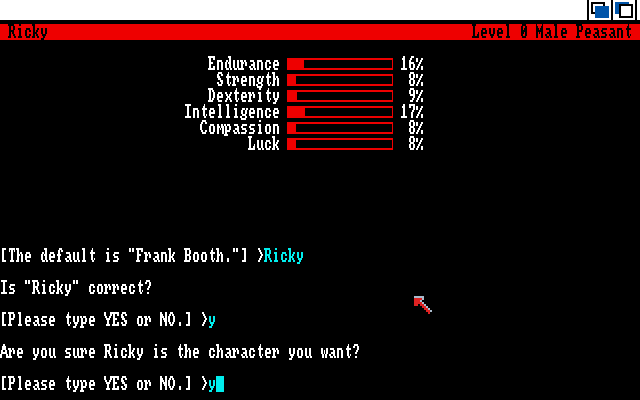 Ricky Level 0 Male Peasant
Endurance 16%
Strength 8%
Dexterity 9%
Intelligence 17%
Compassion 8%
Luck 8%
[The default is "Frank Booth."] >Ricky
Is "Ricky" correct?
[Please type YES or NO.] >y
Are you sure Ricky is the character you want?
[Please type YES or NO.] >y